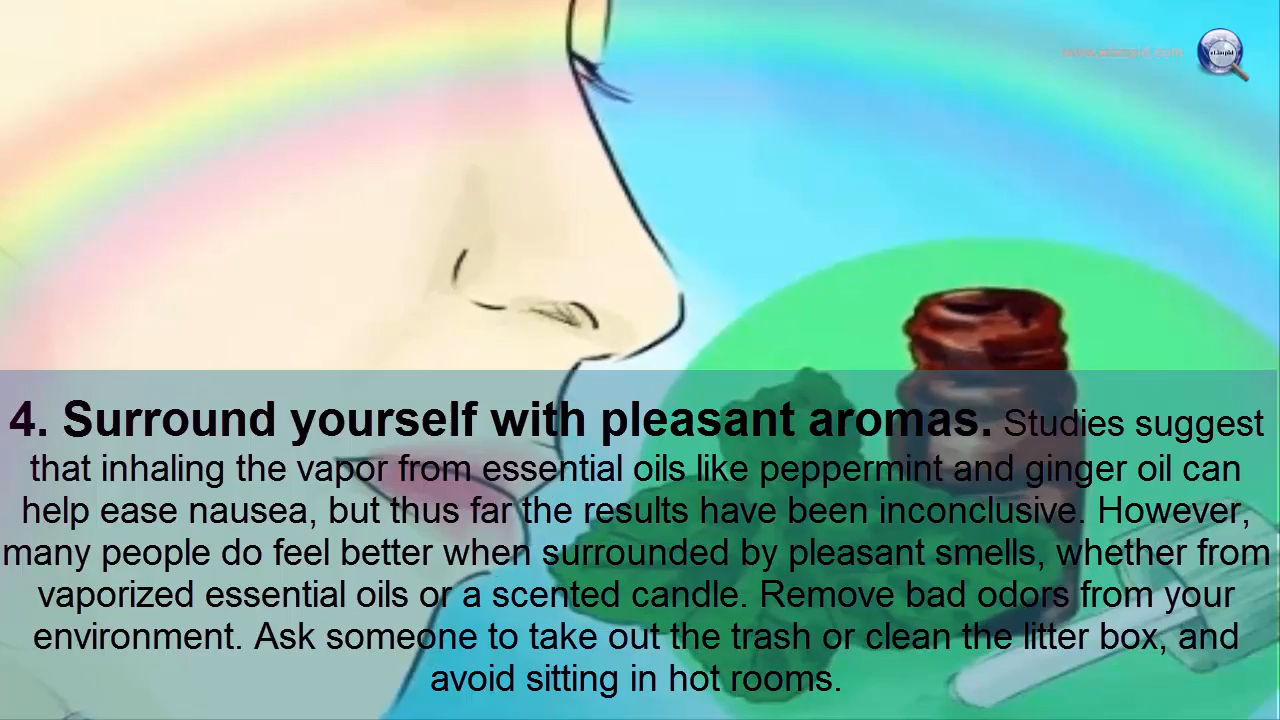 4. Surround yourself with pleasant aromas. Studies suggest
that inhaling the vapor from essential oils like peppermint and ginger oil can
help ease nausea, but thus far the results have been inconclusive. However,
many people do feel better when surrounded by pleasant smells, whether from
vaporized essential oils or a scented candle. Remove bad odors from your
environment. Ask someone to take out the trash or clean the litter box, and
avoid sitting in hot rooms.